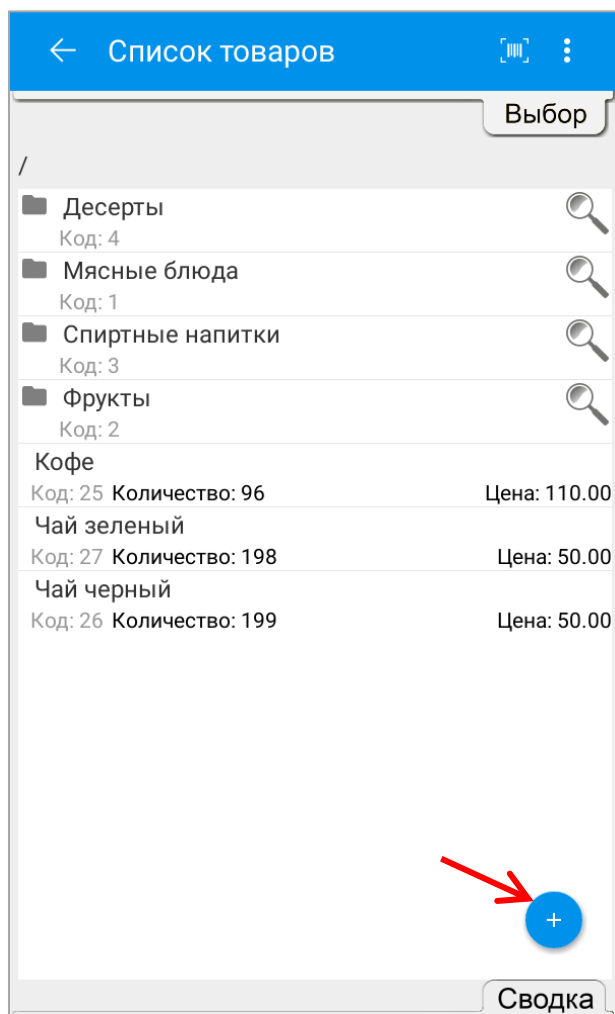 Список товаров
Выбор
/
Десерты
Код: 4
Мясные блюда
Код: 1
Спиртные напитки
Код: 3
Фрукты
Код: 2
Кофе
Код: 25 Количество: 96 Цена: 110.00
Чай зеленый
Код: 27 Количество: 198 Цена: 50.00
Чай черный
Код: 26 Количество: 199 Цена: 50.00
+
Сводка